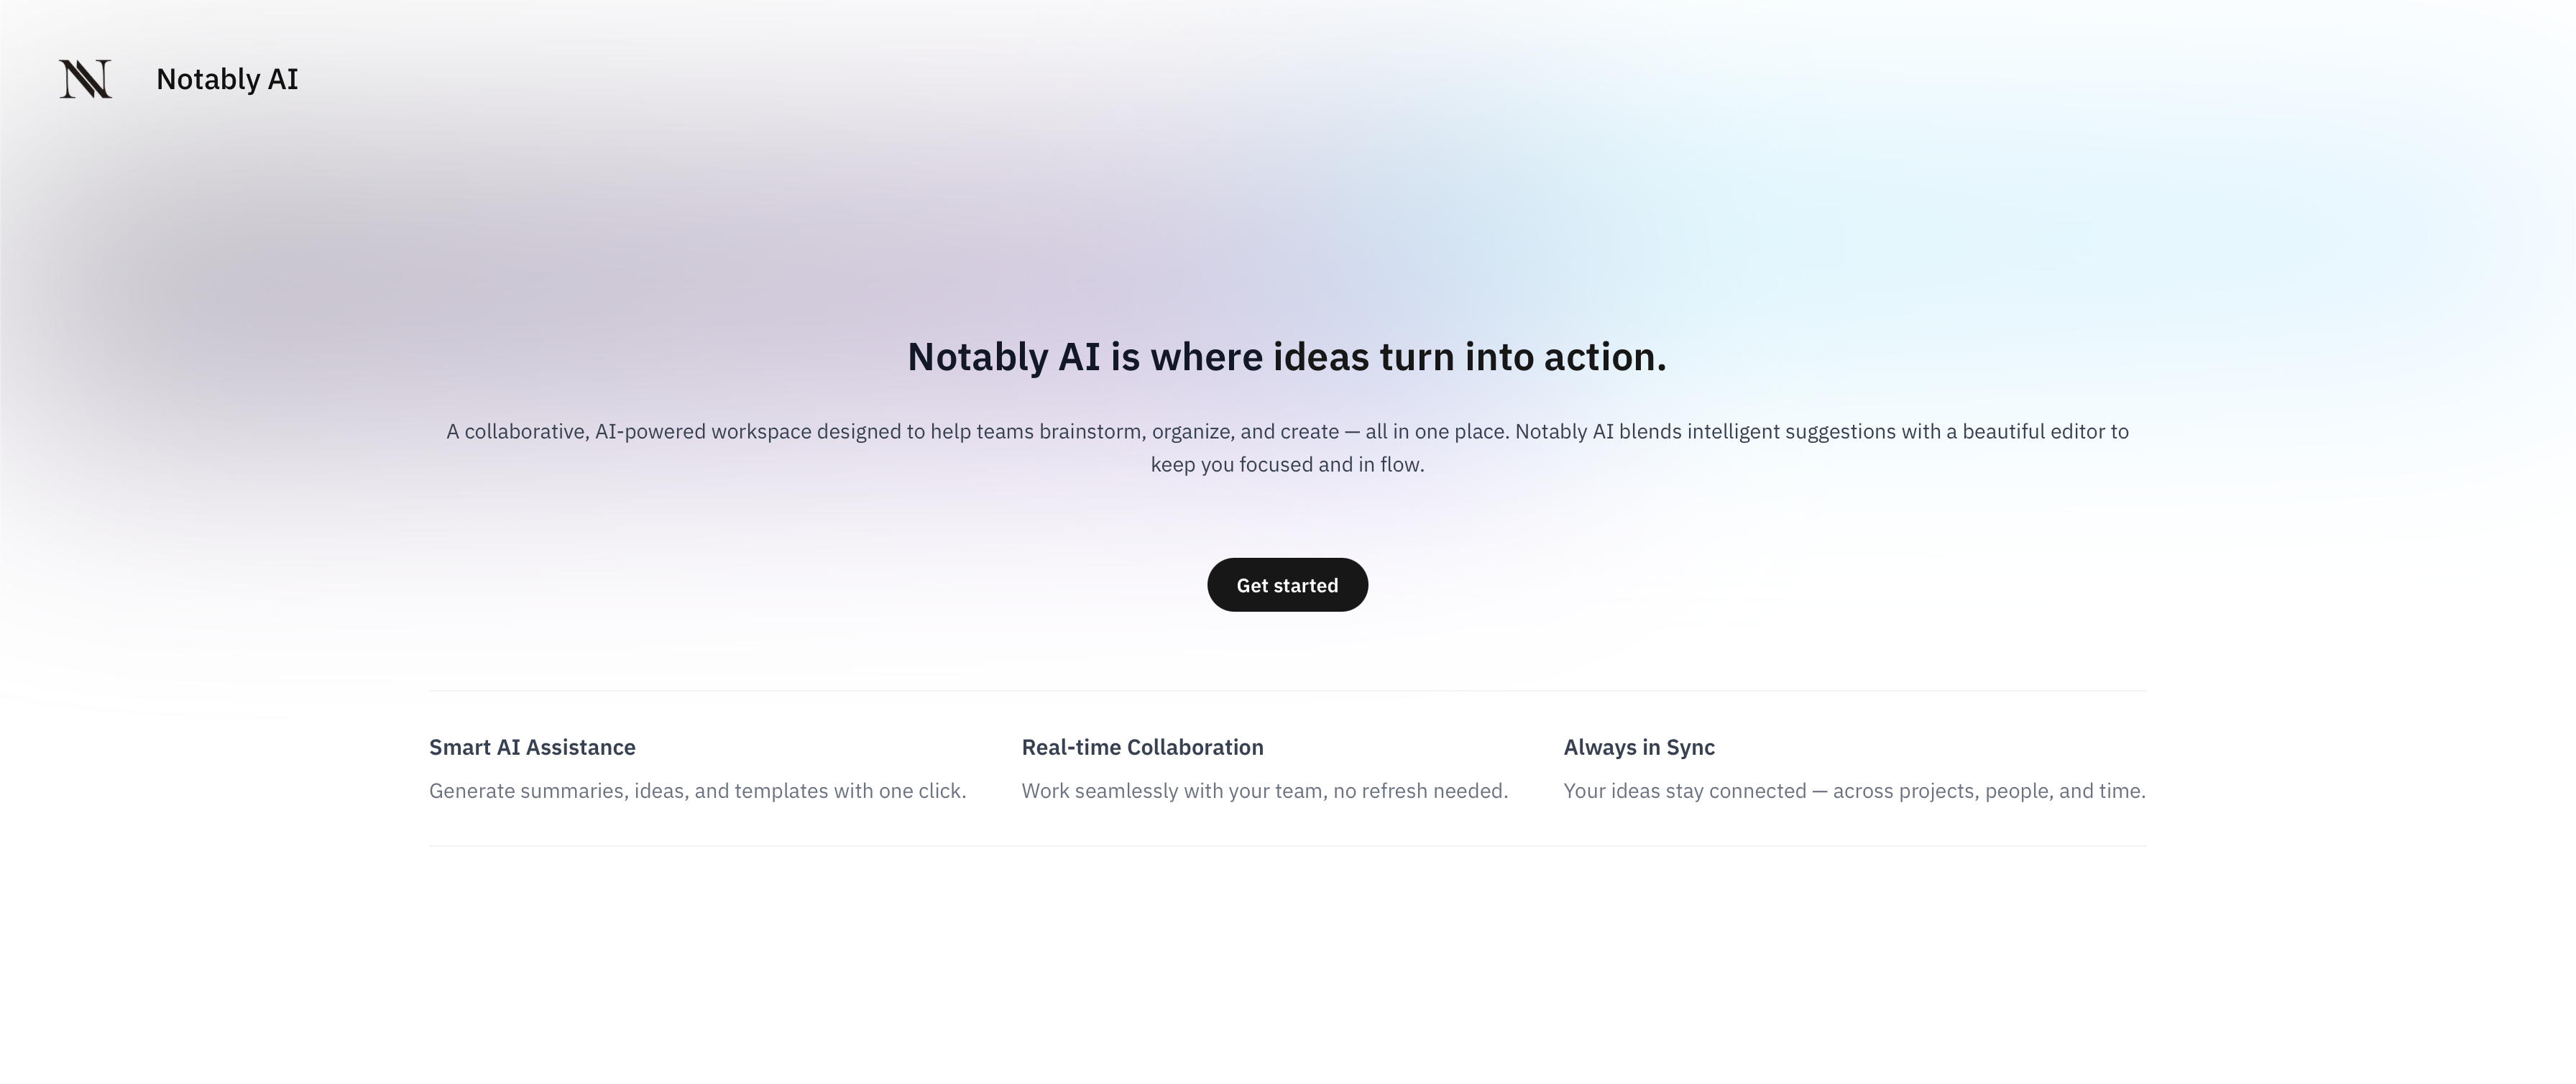 N Notably AI
Notably AI is where ideas turn into action.
A collaborative, AI-powered workspace designed to help teams brainstorm, organize, and create — all in one place. Notably AI blends intelligent suggestions with a beautiful editor to
keep you focused and in flow.
Get started
Smart AI Assistance
Generate summaries, ideas, and templates with one click.
Real-time Collaboration
Work seamlessly with your team, no refresh needed.
Always in Sync
Your ideas stay connected — across projects, people, and time.